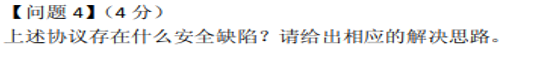 【问题 4】（4 分）
上述协议存在什么安全缺陷？请给出相应的解决思路。